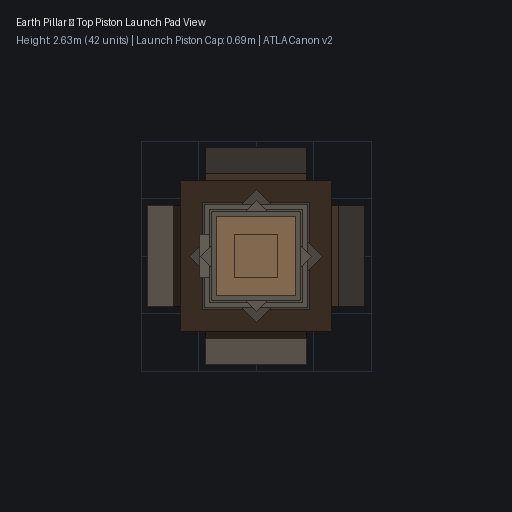 Earth Pillar ▯ Top Piston Launch Pad View
Height: 2.63m (42 units) | Launch Piston Cap: 0.69m | ATLA Canon v2